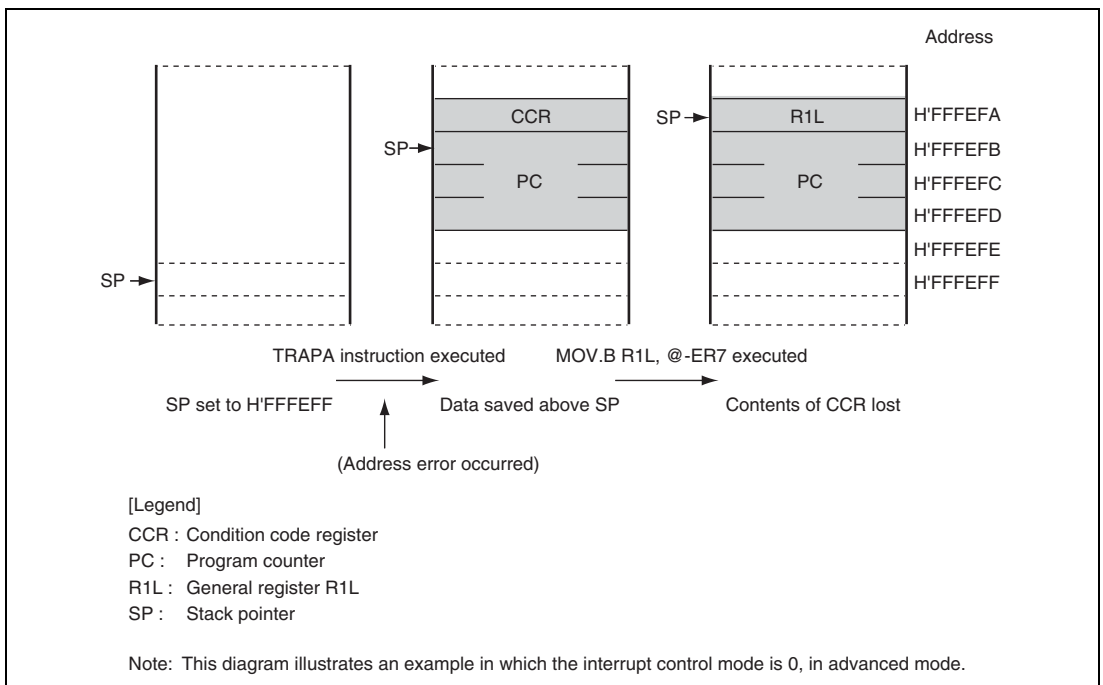 Address
CCR
SP
R1L
H'FFFEFA
SP
H'FFFEFB
PC
PC
H'FFFEFC
H'FFFEFD
H'FFFEFE
SP
H'FFFEFF
TRAPA instruction executed
MOV.B R1L, @-ER7 executed
SP set to H'FFFEFF
Data saved above SP
Contents of CCR lost
(Address error occurred)
[Legend]
CCR : Condition code register
PC : Program counter
R1L : General register R1L
SP : Stack pointer
Note: This diagram illustrates an example in which the interrupt control mode is 0, in advanced mode.